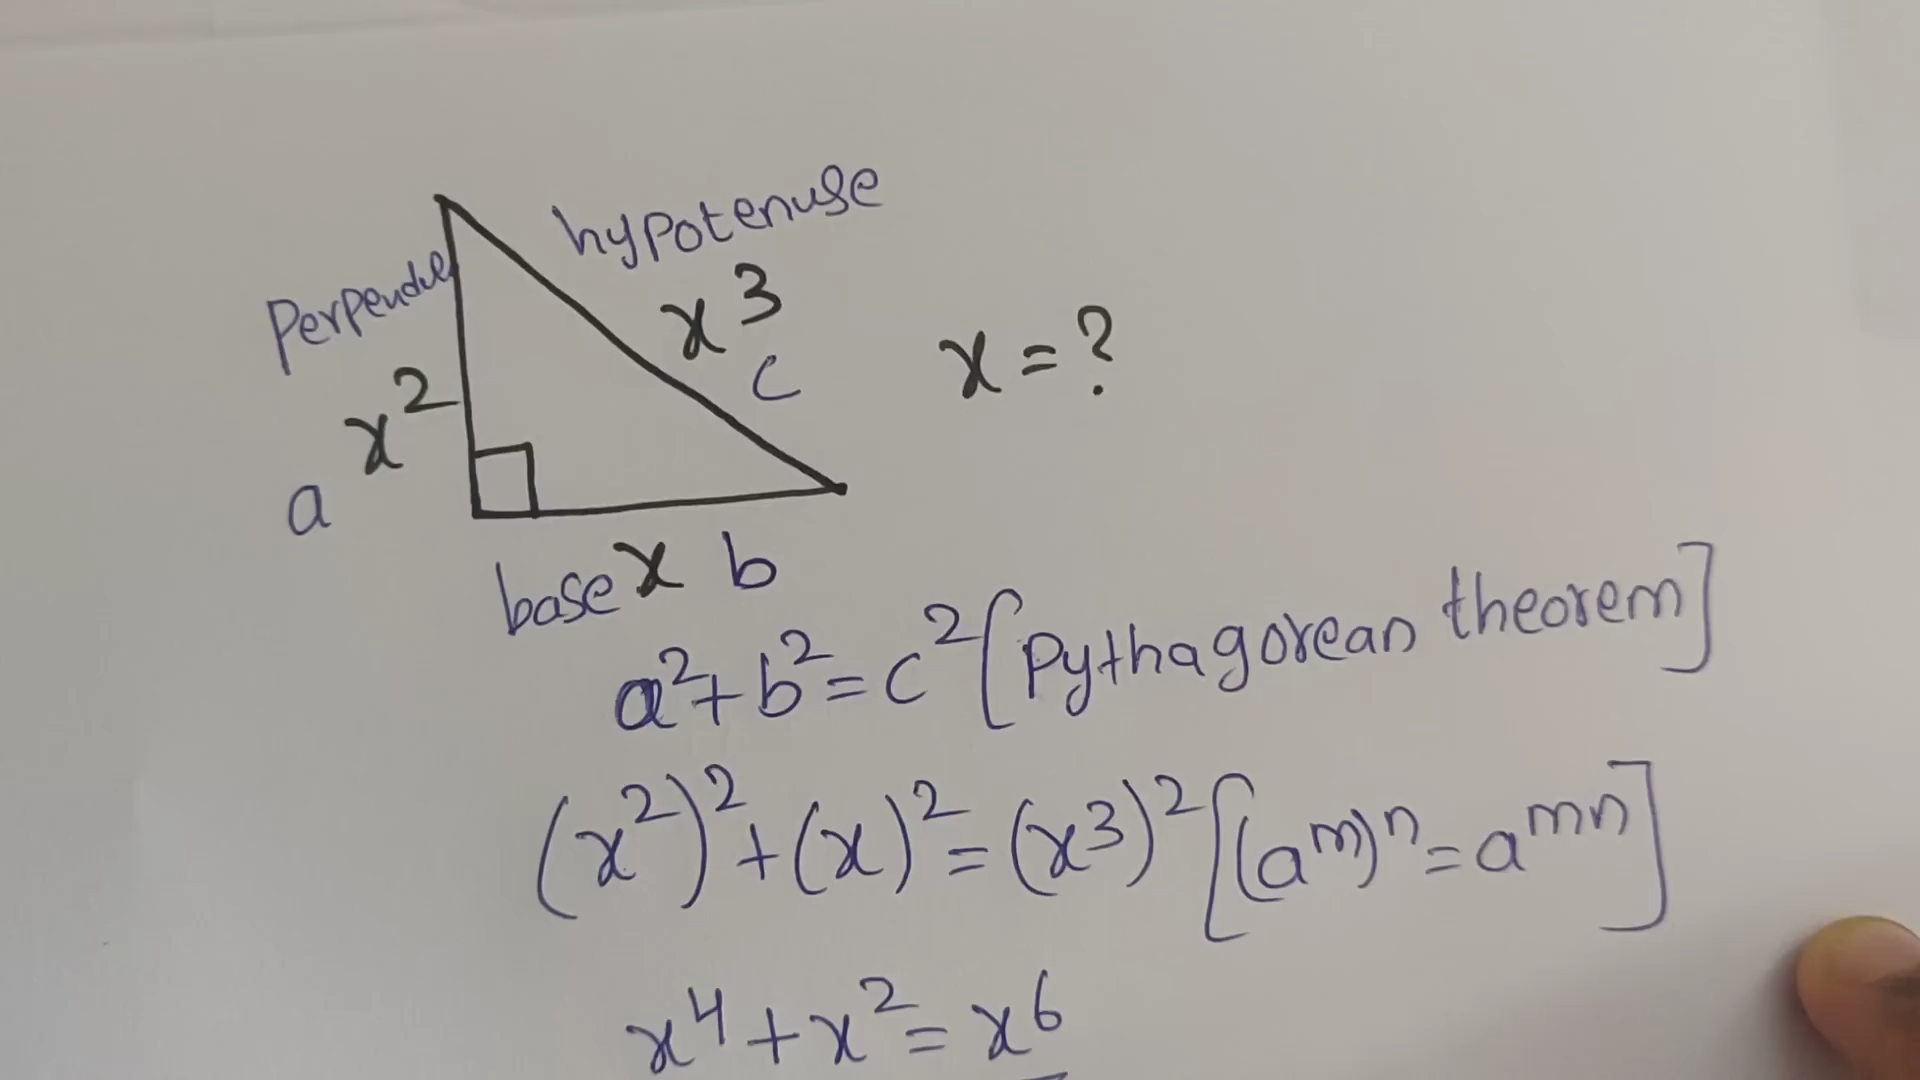 hypotenuse
Perpendul
x³
c
x = ?
x²
a
base x b
a² + b² = c² [Pythagorean theorem]
(x²)² + (x)² = (x³)² [(aᵐ)ⁿ = aᵐⁿ]
x⁴ + x² = x⁶